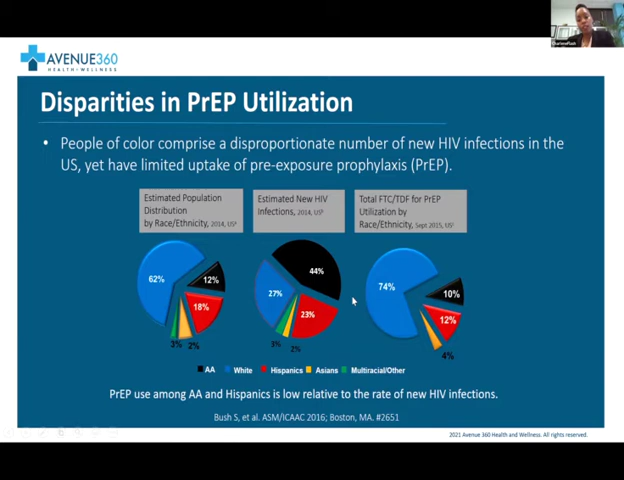 AVENUE360
HEALTH+WELLNESS
Disparities in PrEP Utilization
• People of color comprise a disproportionate number of new HIV infections in the
US, yet have limited uptake of pre-exposure prophylaxis (PrEP).
Estimated Population
Distribution
by Race/Ethnicity, 2014, US¹
Estimated New HIV
Infections, 2014, US¹
Total FTC/TDF for PrEP
Utilization by
Race/Ethnicity, Sept 2015, US¹
62%
12%
18%
3%
2%
44%
27%
23%
3%
2%
74%
10%
12%
4%
AA
White
Hispanics
Asians
Multiracial/Other
PrEP use among AA and Hispanics is low relative to the rate of new HIV infections.
Bush S, et al. ASM/ICAAC 2016; Boston, MA. #2651
2021 Avenue 360 Health and Wellness. All rights reserved.